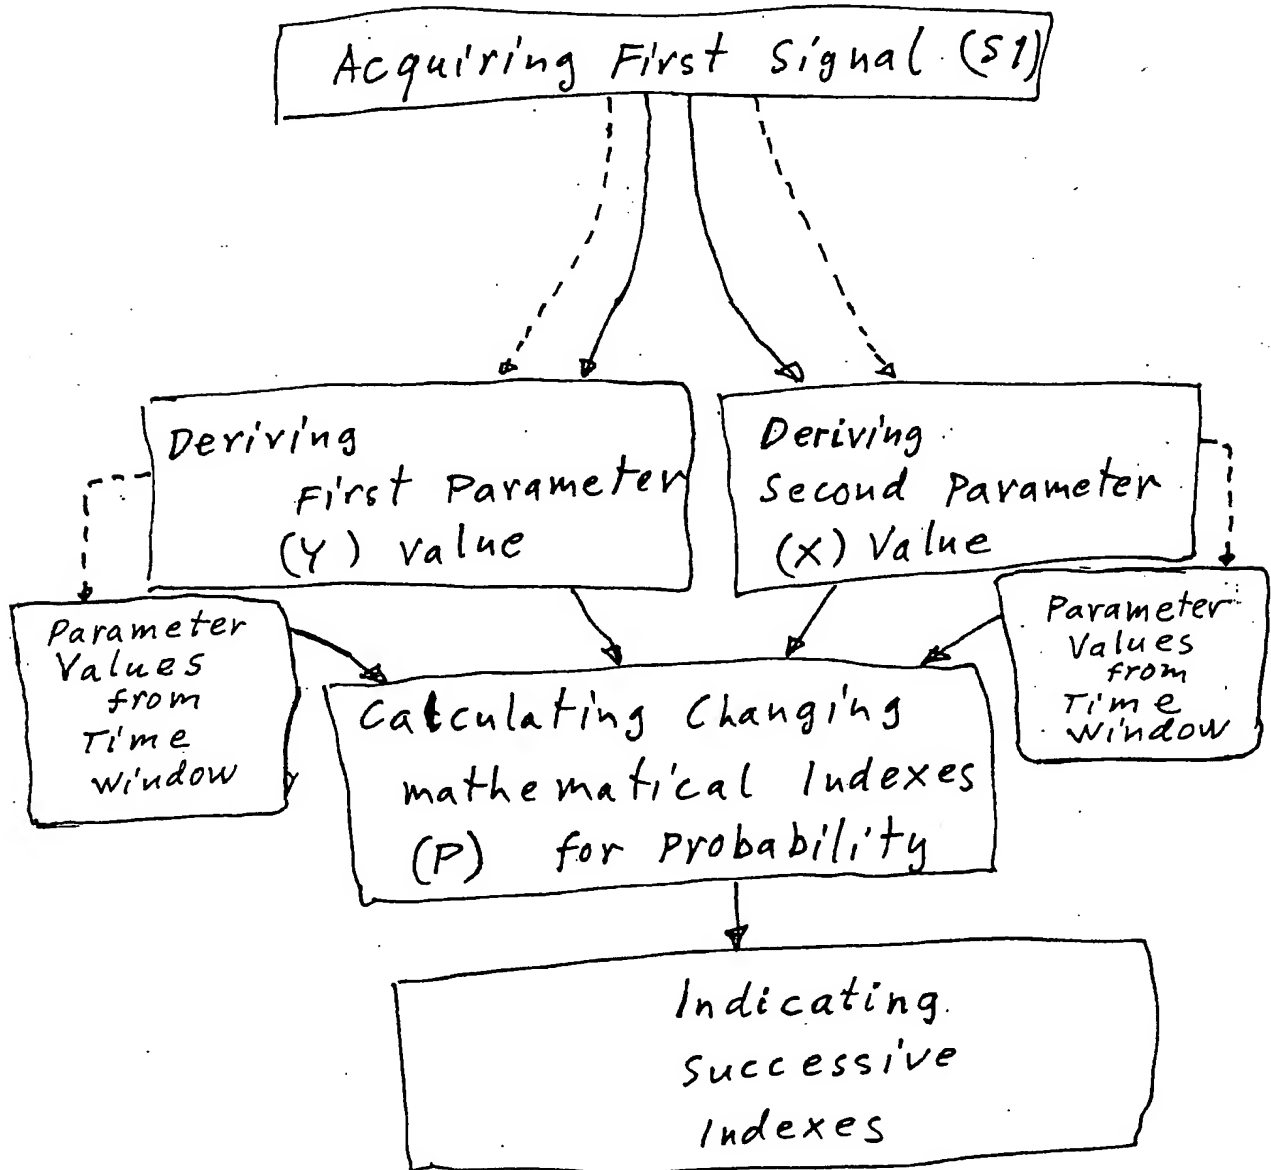 Acquiring First Signal (S1)
Deriving
First Parameter
(Y) Value
Deriving
Second Parameter
(X) Value
Parameter
Values
from
Time
Window
Parameter
Values
from
Time
Window
Calculating Changing
mathematical Indexes
(P) for Probability
Indicating
Successive
Indexes